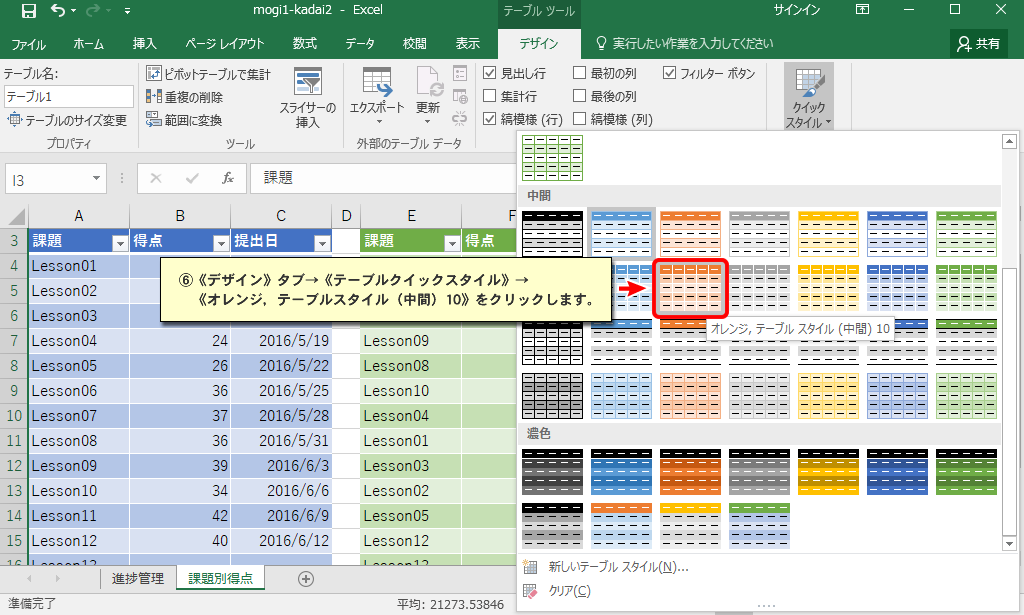 mogi1-kadai2 - Excel
テーブル ツール
サインイン
ファイル ホーム 挿入 ページ レイアウト 数式 データ 校閲 表示 デザイン 実行したい作業を入力してください 共有
テーブル名:
テーブル1
テーブルのサイズ変更
プロパティ
ピボットテーブルで集計
重複の削除
範囲に変換
スライサーの
挿入
ツール
エクスポート
更新
外部のテーブル データ
見出し行 最初の列 フィルター ボタン
集計行 最後の列
縞模様 (行) 縞模様 (列)
クイック
スタイル
I3 fx 課題
中間
A B C D E F
3 課題 得点 提出日 課題 得点
4 Lesson01
5 Lesson02
6 Lesson03
⑥《デザイン》タブ→《テーブルクイックスタイル》→
《オレンジ, テーブルスタイル（中間）10》をクリックします。
オレンジ, テーブル スタイル (中間) 10
7 Lesson04 24 2016/5/19 Lesson09
8 Lesson05 26 2016/5/22 Lesson08
9 Lesson06 36 2016/5/25 Lesson10
10 Lesson07 37 2016/5/28 Lesson04
11 Lesson08 36 2016/5/31 Lesson01
12 Lesson09 39 2016/6/3 Lesson03
13 Lesson10 34 2016/6/6 Lesson02
14 Lesson11 42 2016/6/9 Lesson05
15 Lesson12 40 2016/6/12 Lesson12
濃色
新しいテーブル スタイル(N)...
クリア(C)
進捗管理 課題別得点
準備完了
平均: 21273.53846